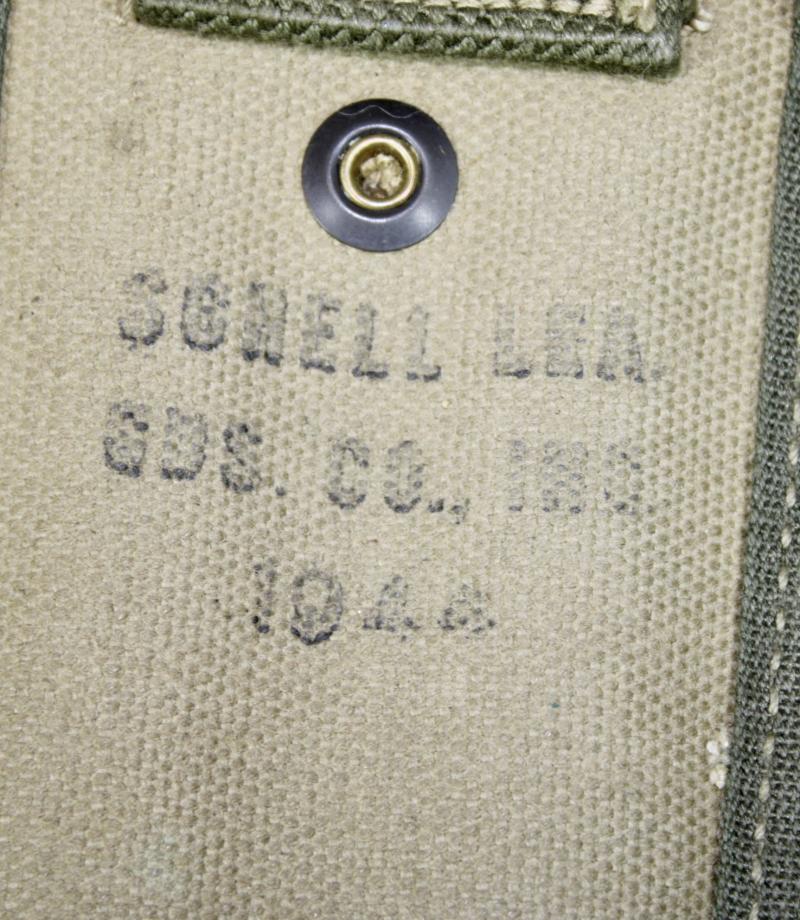 SCHELL LEA.
GDS. CO., INC.
1944